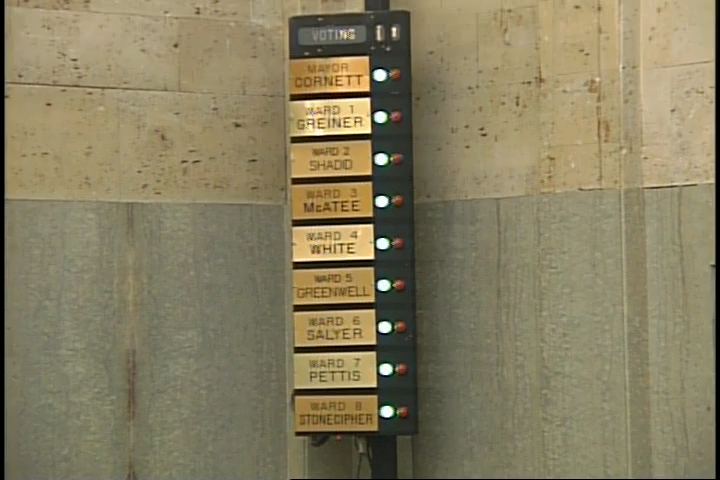 VOTING
MAYOR
CORNETT
WARD 1
GREINER
WARD 2
SHADID
WARD 3
McATEE
WARD 4
WHITE
WARD 5
GREENWELL
WARD 6
SALYER
WARD 7
PETTIS
WARD 8
STONECIPHER